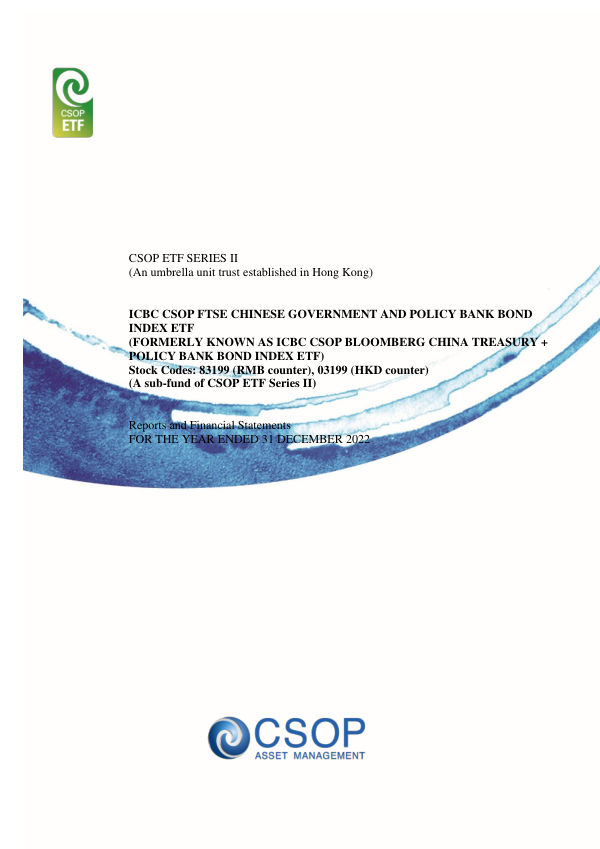 CSOP
ETF
CSOP ETF SERIES II
(An umbrella unit trust established in Hong Kong)
ICBC CSOP FTSE CHINESE GOVERNMENT AND POLICY BANK BOND
INDEX ETF
(FORMERLY KNOWN AS ICBC CSOP BLOOMBERG CHINA TREASURY +
POLICY BANK BOND INDEX ETF)
Stock Codes: 83199 (RMB counter), 03199 (HKD counter)
(A sub-fund of CSOP ETF Series II)
Reports and Financial Statements
FOR THE YEAR ENDED 31 DECEMBER 2022
CSOP
ASSET MANAGEMENT